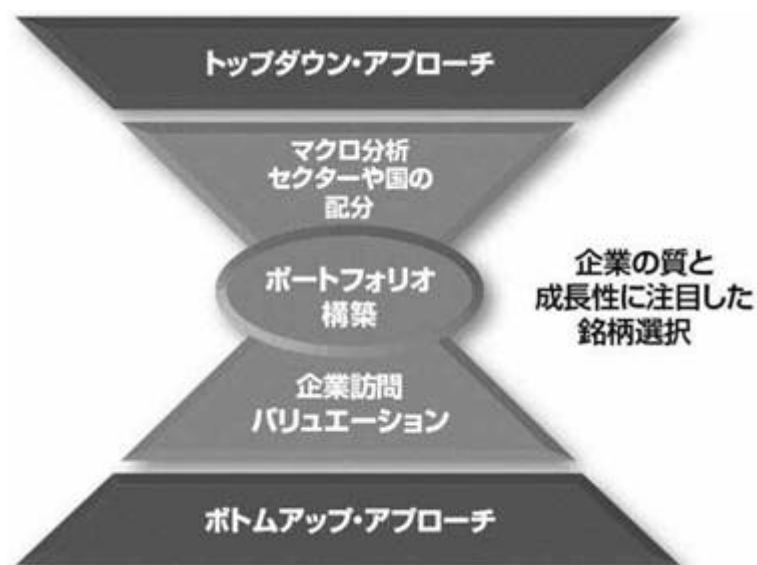 トップダウン・アプローチ
マクロ分析
セクターや国の
配分
ポートフォリオ
構築
企業の質と
成長性に注目した
銘柄選択
企業訪問
バリュエーション
ボトムアップ・アプローチ